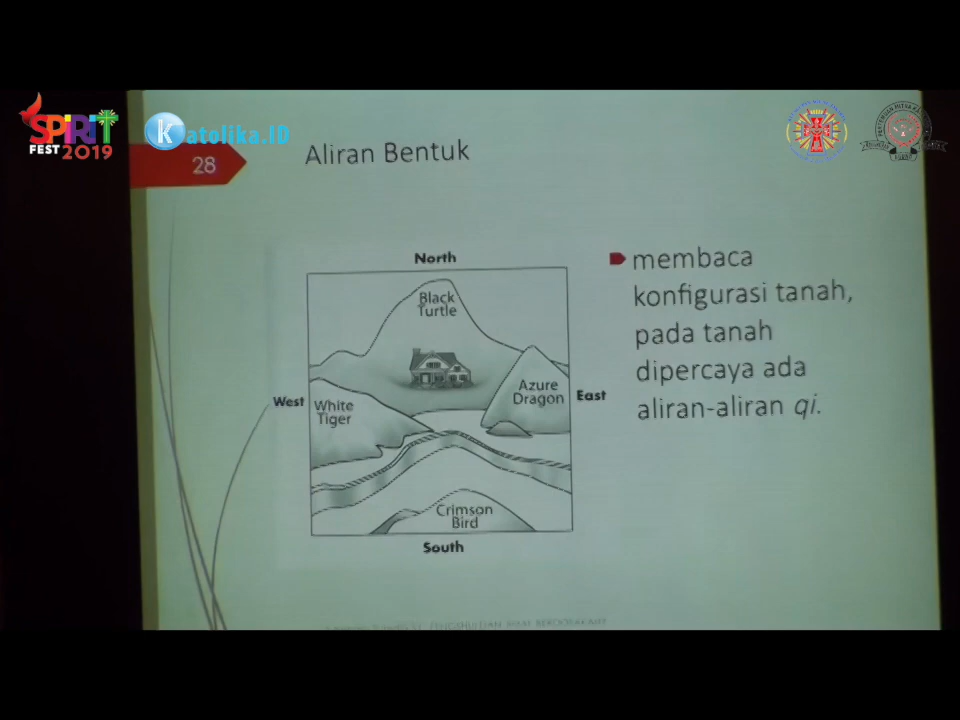 SPIRIT
FEST 2019
Katolika.ID
28
Aliran Bentuk
North
Black
Turtle
West
White
Tiger
Azure
Dragon
East
Crimson
Bird
South
membaca
konfigurasi tanah,
pada tanah
dipercaya ada
aliran-aliran qi.